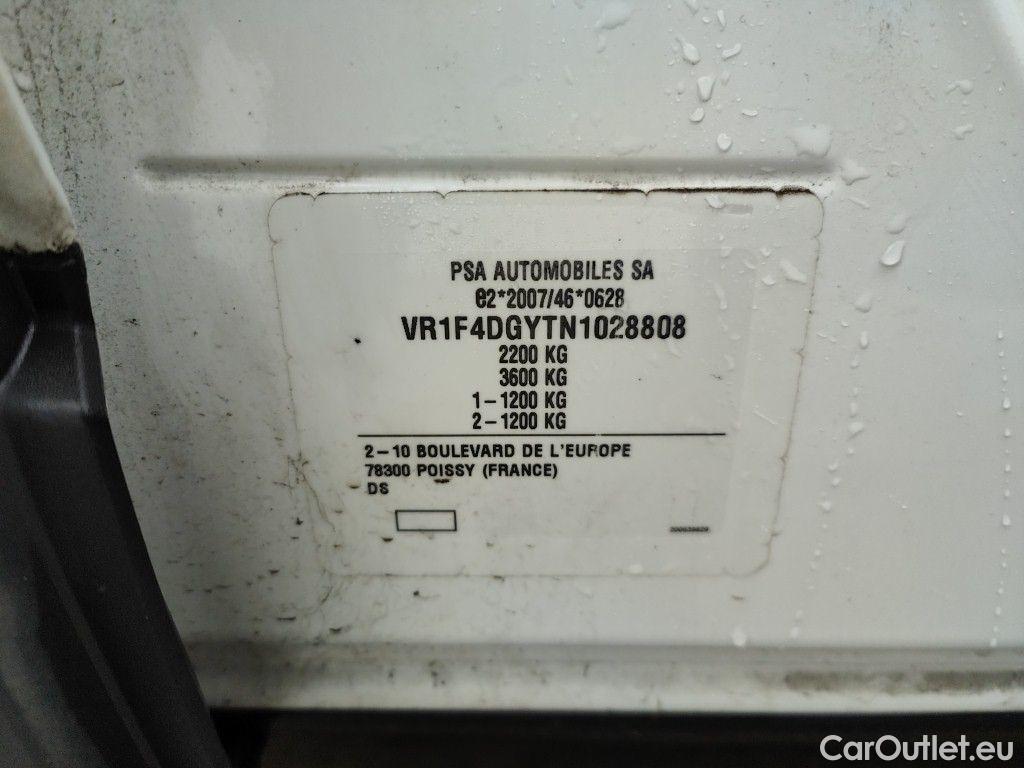 PSA AUTOMOBILES SA
e2*2007/46*0628
VR1F4DGYTN1028808
2200 KG
3600 KG
1-1200 KG
2-1200 KG
2-10 BOULEVARD DE L'EUROPE
78300 POISSY (FRANCE)
DS
CarOutlet.eu